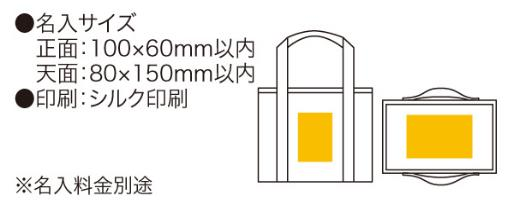 ●名入サイズ
正面：100×60mm以内
天面：80×150mm以内
●印刷：シルク印刷
※名入料金別途